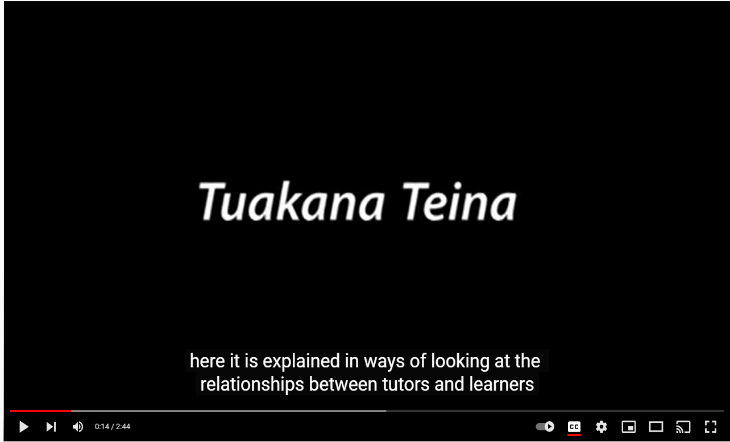 Tuakana Teina
here it is explained in ways of looking at the
relationships between tutors and learners
0:14 / 2:44
CC